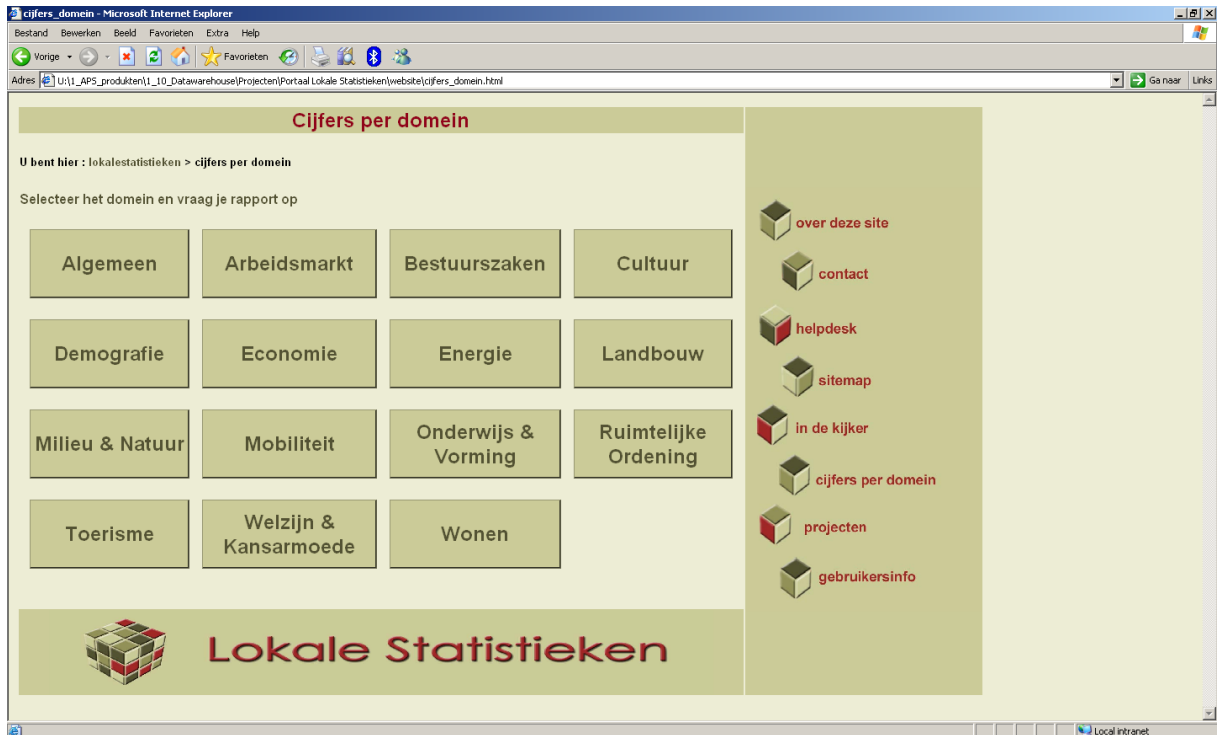 cijfers_domein - Microsoft Internet Explorer
Bestand Bewerken Beeld Favorieten Extra Help
Vorige Favorieten
Adres U:\1_APS_produkten\1_10_Datawarehouse\Projecten\Portaal Lokale Statistieken\website\cijfers_domein.html Ga naar Links
Cijfers per domein
U bent hier : lokalestatistieken > cijfers per domein
Selecteer het domein en vraag je rapport op
Algemeen
Arbeidsmarkt
Bestuurszaken
Cultuur
Demografie
Economie
Energie
Landbouw
Milieu & Natuur
Mobiliteit
Onderwijs &
Vorming
Ruimtelijke
Ordening
Toerisme
Welzijn &
Kansarmoede
Wonen
over deze site
contact
helpdesk
sitemap
in de kijker
cijfers per domein
projecten
gebruikersinfo
Lokale Statistieken
Local intranet